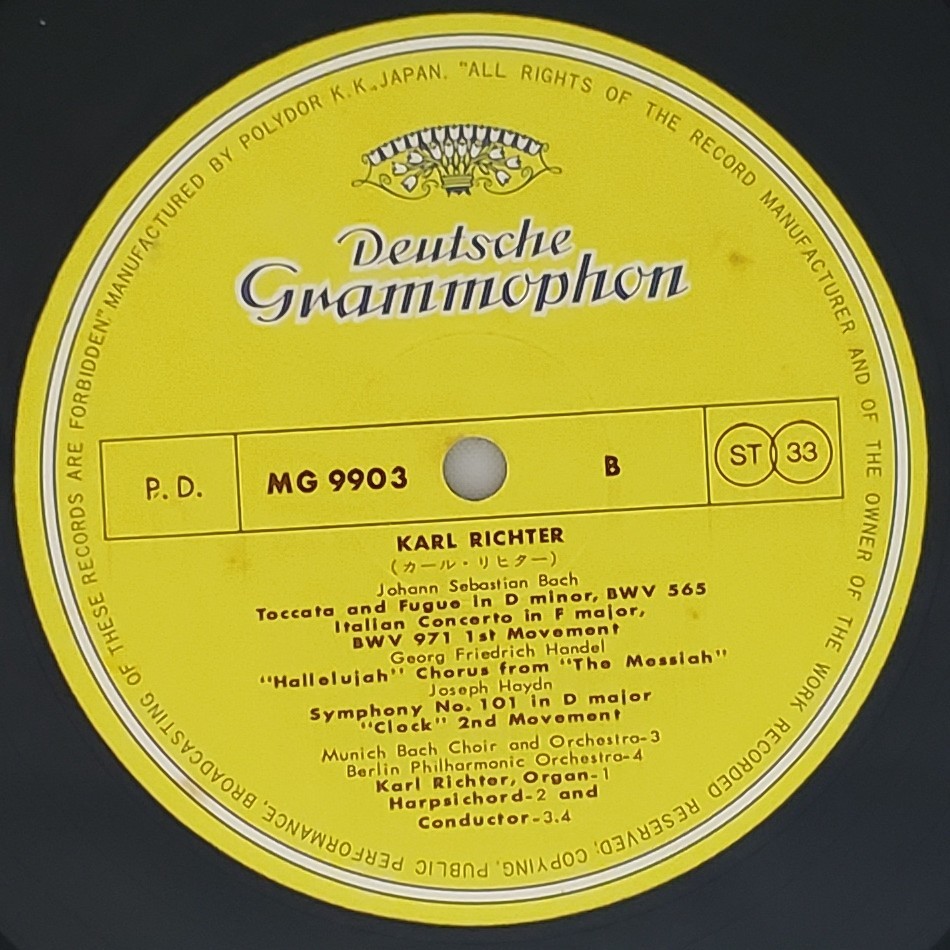 MANUFACTURED BY POLYDOR K.K., JAPAN. "ALL RIGHTS OF THE RECORD MANUFACTURER AND OF THE OWNER OF THE WORK RECORDED RESERVED; COPYING, PUBLIC PERFORMANCE, BROADCASTING OF THESE RECORDS ARE FORBIDDEN."
Deutsche
Grammophon
P. D. MG 9903 B ST 33
KARL RICHTER
(カール・リヒター)
Johann Sebastian Bach
Toccata and Fugue in D minor, BWV 565
Italian Concerto in F major,
BWV 971 1st Movement
Georg Friedrich Handel
"Hallelujah" Chorus from "The Messiah"
Joseph Haydn
Symphony No. 101 in D major
"Clock" 2nd Movement
Munich Bach Choir and Orchestra-3
Berlin Philharmonic Orchestra-4
Karl Richter, Organ-1
Harpsichord-2 and
Conductor-3.4